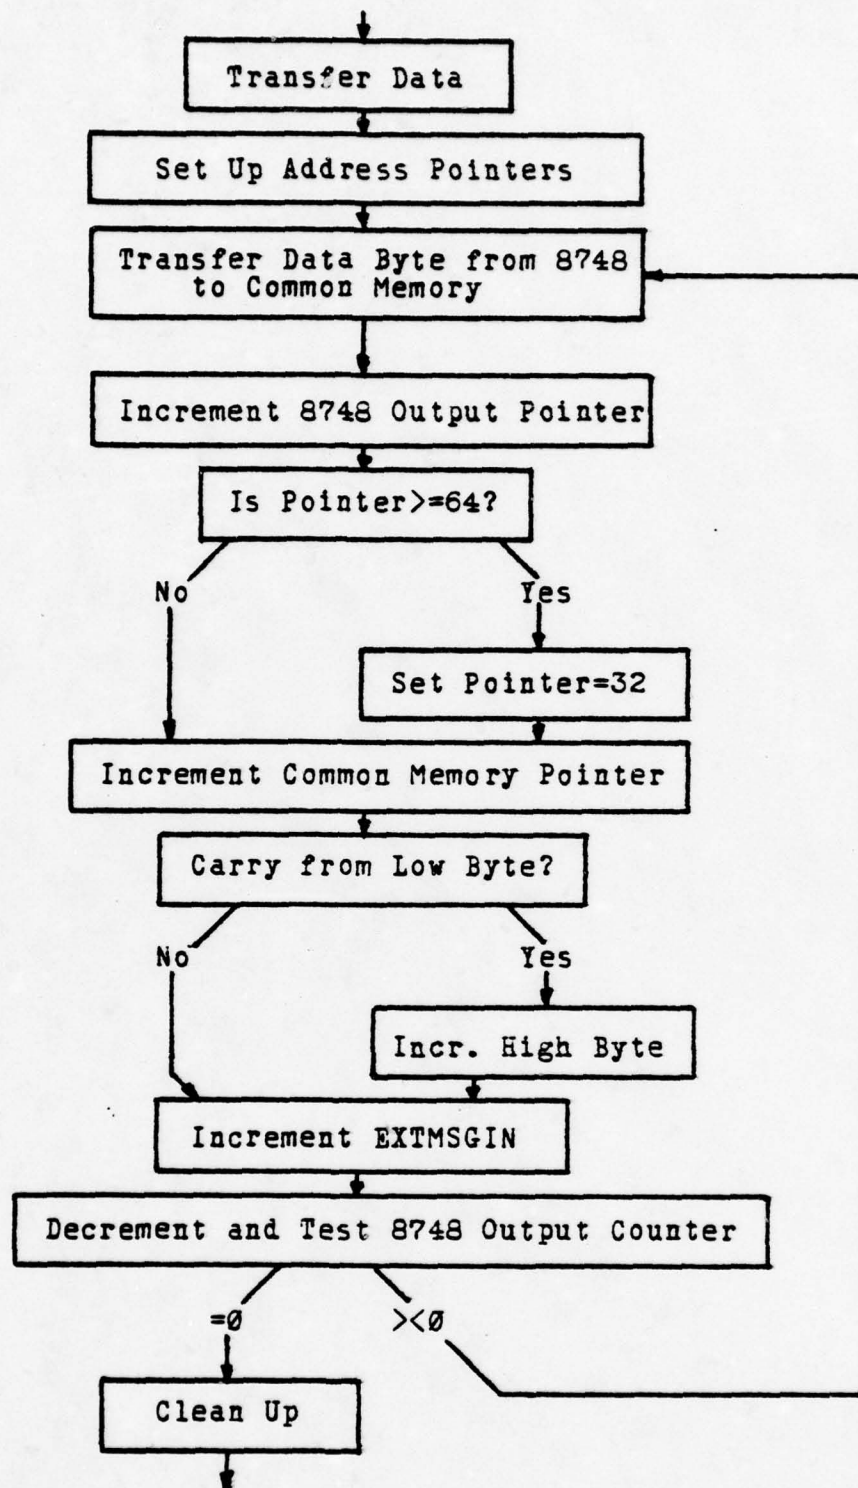 Transfer Data
Set Up Address Pointers
Transfer Data Byte from 8748
to Common Memory
Increment 8748 Output Pointer
Is Pointer>=64?
No
Yes
Set Pointer=32
Increment Common Memory Pointer
Carry from Low Byte?
No
Yes
Incr. High Byte
Increment EXTMSGIN
Decrement and Test 8748 Output Counter
=Ø
><Ø
Clean Up